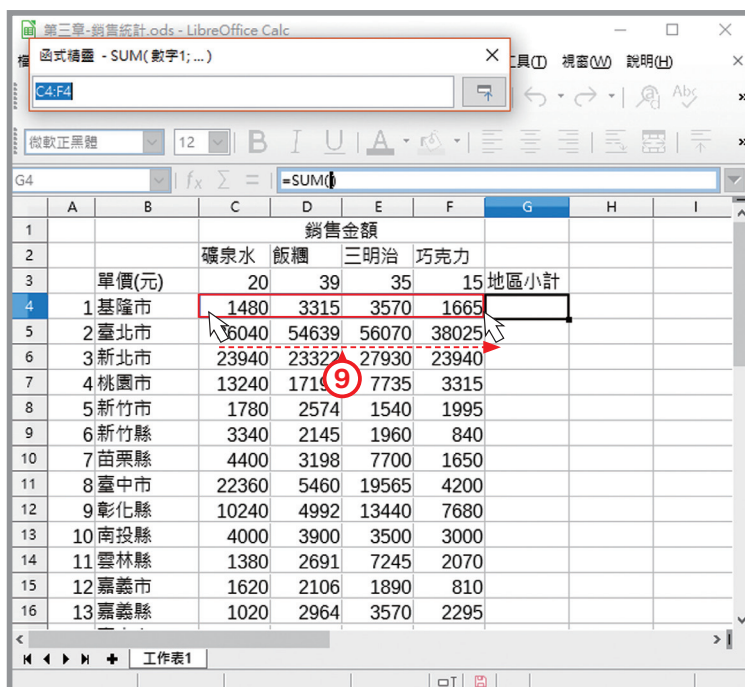 第三章-銷售統計.ods - LibreOffice Calc
函式精靈 - SUM( 數字1; ... )
工具(T) 視窗(W) 說明(H)
C4:F4
微軟正黑體 12 B I U A
G4 fx Σ = =SUM()
A B C D E F G H I
1 銷售金額
2 礦泉水 飯糰 三明治 巧克力
3 單價(元) 20 39 35 15 地區小計
4 1 基隆市 1480 3315 3570 1665
5 2 臺北市 6040 54639 56070 38025
6 3 新北市 23940 23322 27930 23940
7 4 桃園市 13240 1719 7735 3315
8 5 新竹市 1780 2574 1540 1995
9 6 新竹縣 3340 2145 1960 840
10 7 苗栗縣 4400 3198 7700 1650
11 8 臺中市 22360 5460 19565 4200
12 9 彰化縣 10240 4992 13440 7680
13 10 南投縣 4000 3900 3500 3000
14 11 雲林縣 1380 2691 7245 2070
15 12 嘉義市 1620 2106 1890 810
16 13 嘉義縣 1020 2964 3570 2295
9
工作表1